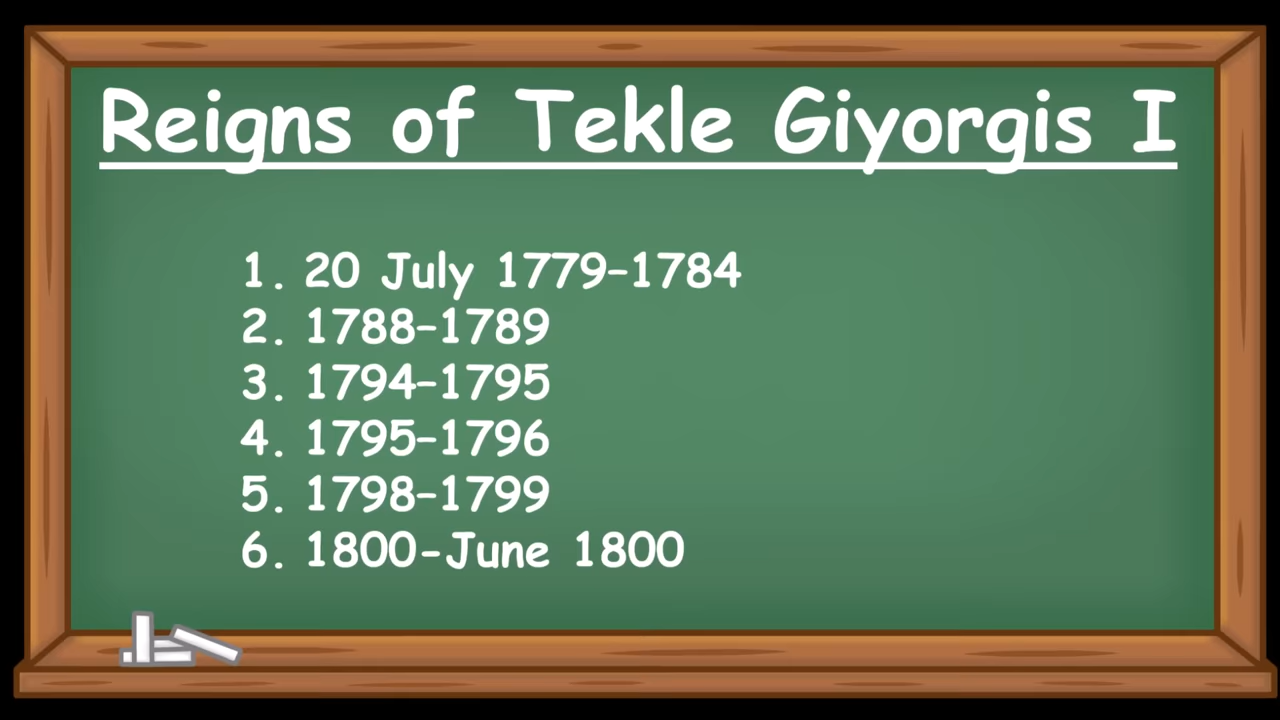 Reigns of Tekle Giyorgis I
1. 20 July 1779–1784
2. 1788–1789
3. 1794–1795
4. 1795–1796
5. 1798–1799
6. 1800-June 1800